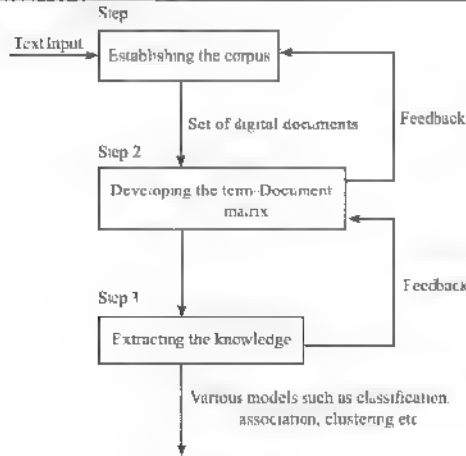 Step
Text Input
Establishing the corpus
Set of digital documents
Feedback
Step 2
Developing the term-Document
matrix
Feedback
Step 3
Extracting the knowledge
Various models such as classification,
association, clustering etc